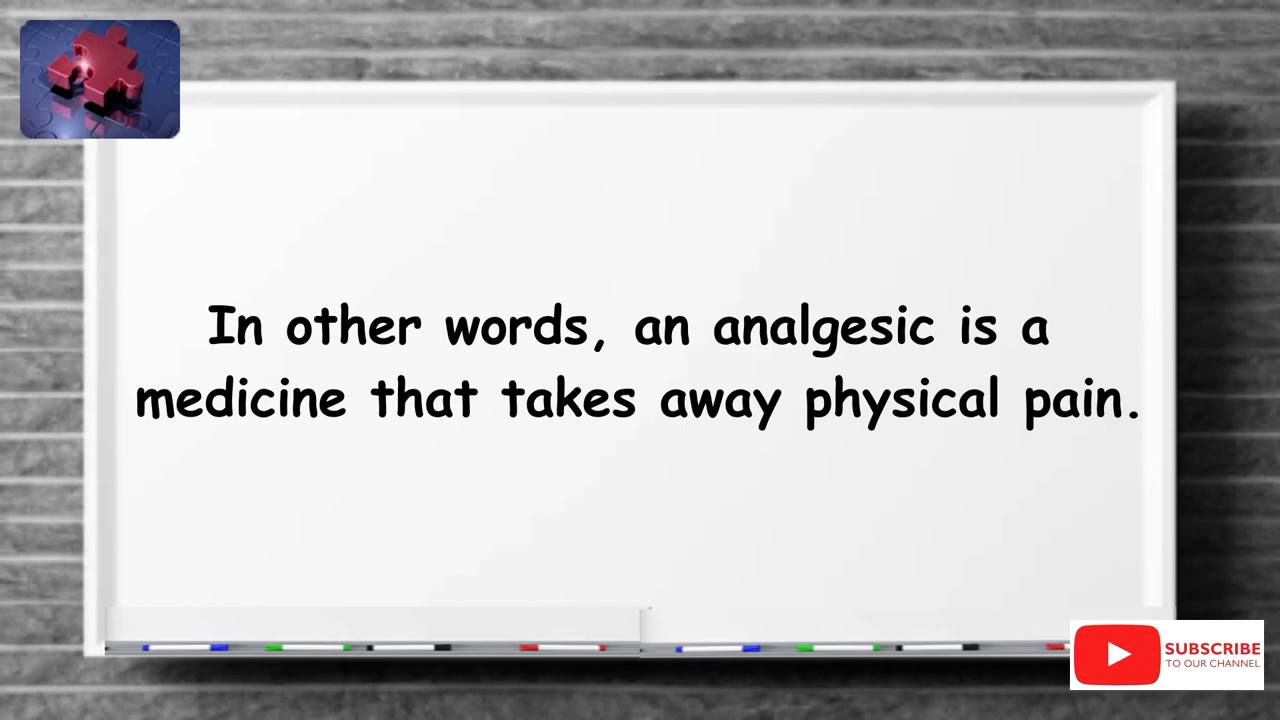 In other words, an analgesic is a
medicine that takes away physical pain.
SUBSCRIBE
TO OUR CHANNEL